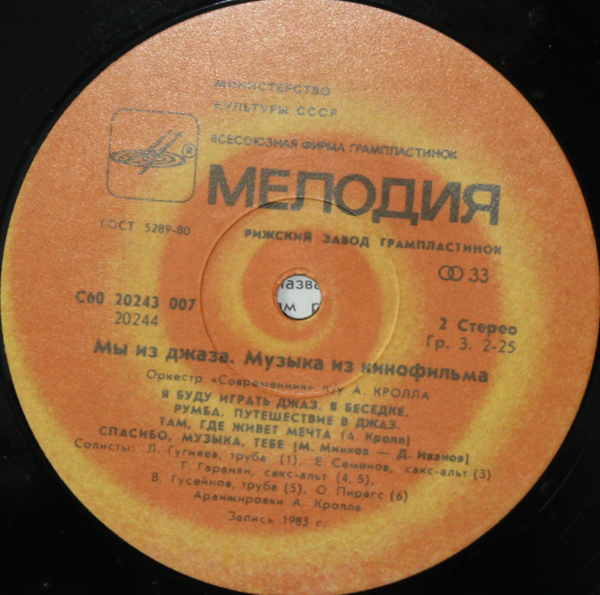 МИНИСТЕРСТВО
КУЛЬТУРЫ СССР
ВСЕСОЮЗНАЯ ФИРМА ГРАМПЛАСТИНОК
®
МЕЛОДИЯ
ГОСТ 5289-80
РИЖСКИЙ ЗАВОД ГРАМПЛАСТИНОК
33
С60 20243 007
20244
2 Стерео
Гр. 3. 2-25
Мы из джаза. Музыка из кинофильма
Оркестр «Современник» п/у А. КРОЛЛА
Я БУДУ ИГРАТЬ ДЖАЗ. В БЕСЕДКЕ.
РУМБА. ПУТЕШЕСТВИЕ В ДЖАЗ.
ТАМ, ГДЕ ЖИВЕТ МЕЧТА (А. Кролл)
СПАСИБО, МУЗЫКА, ТЕБЕ (М. Минков — Д. Иванов)
Солисты: Л. Гугняев, труба (1), Е. Семенов, сакс-альт (3)
Г. Гаранян, сакс-альт (4, 5),
В. Гусейнов, труба (5), О. Пирагс (6)
Аранжировки А. Кролла
Запись 1983 г.